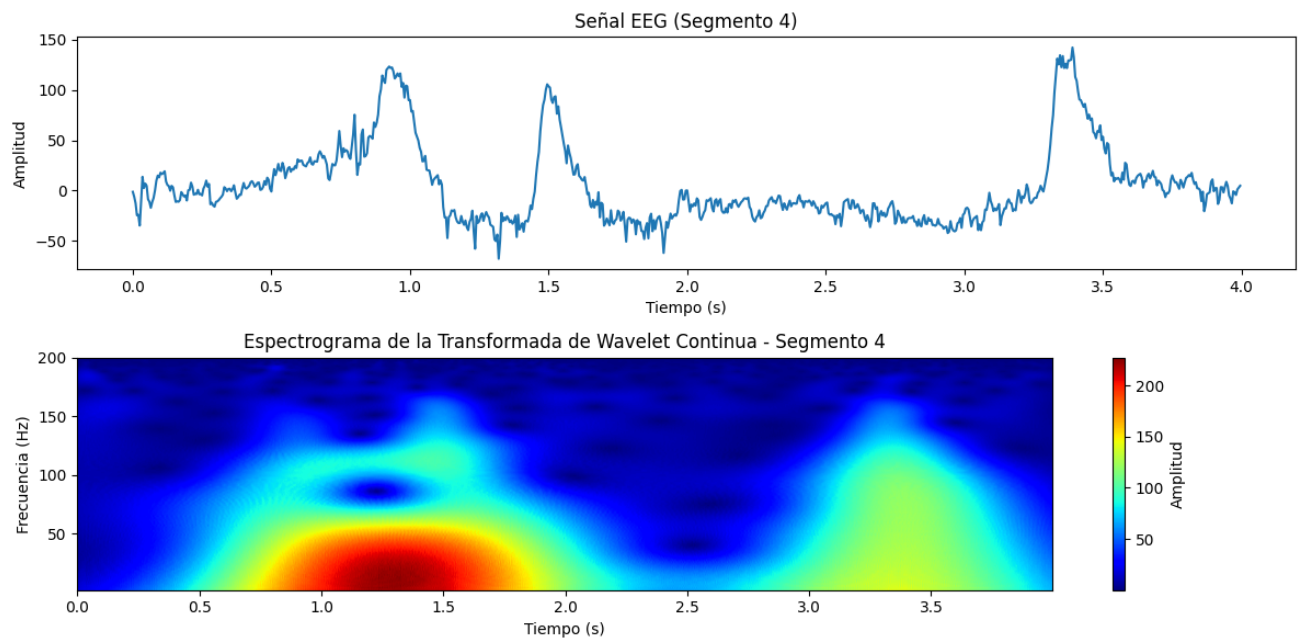 Señal EEG (Segmento 4)
150
100
50
0
−50
Amplitud
0.0 0.5 1.0 1.5 2.0 2.5 3.0 3.5 4.0
Tiempo (s)
Espectrograma de la Transformada de Wavelet Continua - Segmento 4
200
150
100
50
Frecuencia (Hz)
0.0 0.5 1.0 1.5 2.0 2.5 3.0 3.5
Tiempo (s)
200
150
100
50
Amplitud